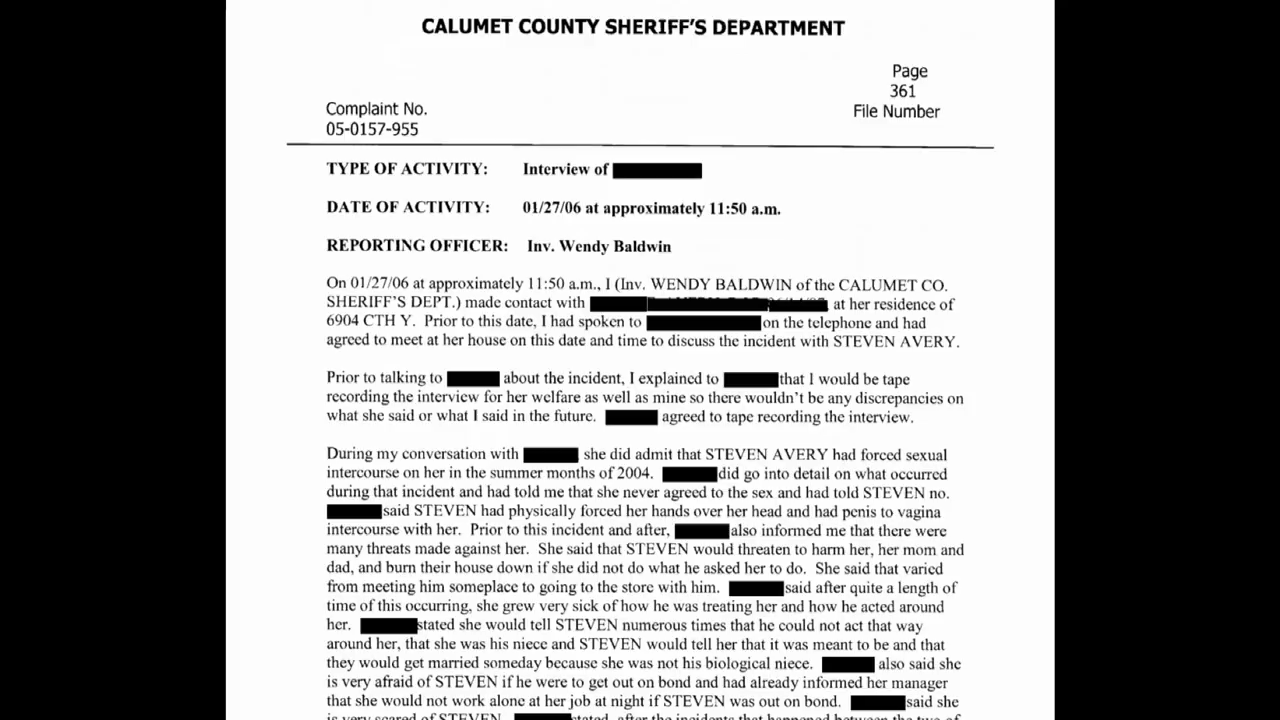 CALUMET COUNTY SHERIFF'S DEPARTMENT
Page
361
Complaint No.
File Number
05-0157-955
TYPE OF ACTIVITY: Interview of
DATE OF ACTIVITY: 01/27/06 at approximately 11:50 a.m.
REPORTING OFFICER: Inv. Wendy Baldwin
On 01/27/06 at approximately 11:50 a.m., I (Inv. WENDY BALDWIN of the CALUMET CO.
SHERIFF'S DEPT.) made contact with at her residence of
6904 CTH Y. Prior to this date, I had spoken to on the telephone and had
agreed to meet at her house on this date and time to discuss the incident with STEVEN AVERY.
Prior to talking to about the incident, I explained to that I would be tape
recording the interview for her welfare as well as mine so there wouldn't be any discrepancies on
what she said or what I said in the future. agreed to tape recording the interview.
During my conversation with she did admit that STEVEN AVERY had forced sexual
intercourse on her in the summer months of 2004. did go into detail on what occurred
during that incident and had told me that she never agreed to the sex and had told STEVEN no.
said STEVEN had physically forced her hands over her head and had penis to vagina
intercourse with her. Prior to this incident and after, also informed me that there were
many threats made against her. She said that STEVEN would threaten to harm her, her mom and
dad, and burn their house down if she did not do what he asked her to do. She said that varied
from meeting him someplace to going to the store with him. said after quite a length of
time of this occurring, she grew very sick of how he was treating her and how he acted around
her. stated she would tell STEVEN numerous times that he could not act that way
around her, that she was his niece and STEVEN would tell her that it was meant to be and that
they would get married someday because she was not his biological niece. also said she
is very afraid of STEVEN if he were to get out on bond and had already informed her manager
that she would not work alone at her job at night if STEVEN was out on bond. said she
is very scared of STEVEN. stated, after the incidents that happened between the two of